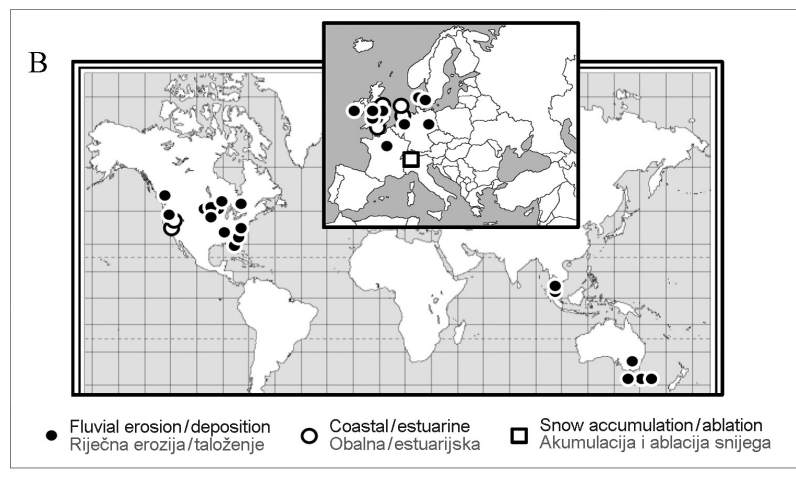 B
Fluvial erosion/deposition
Riječna erozija/taloženje
Coastal/estuarine
Obalna/estuarijska
Snow accumulation/ablation
Akumulacija i ablacija snijega